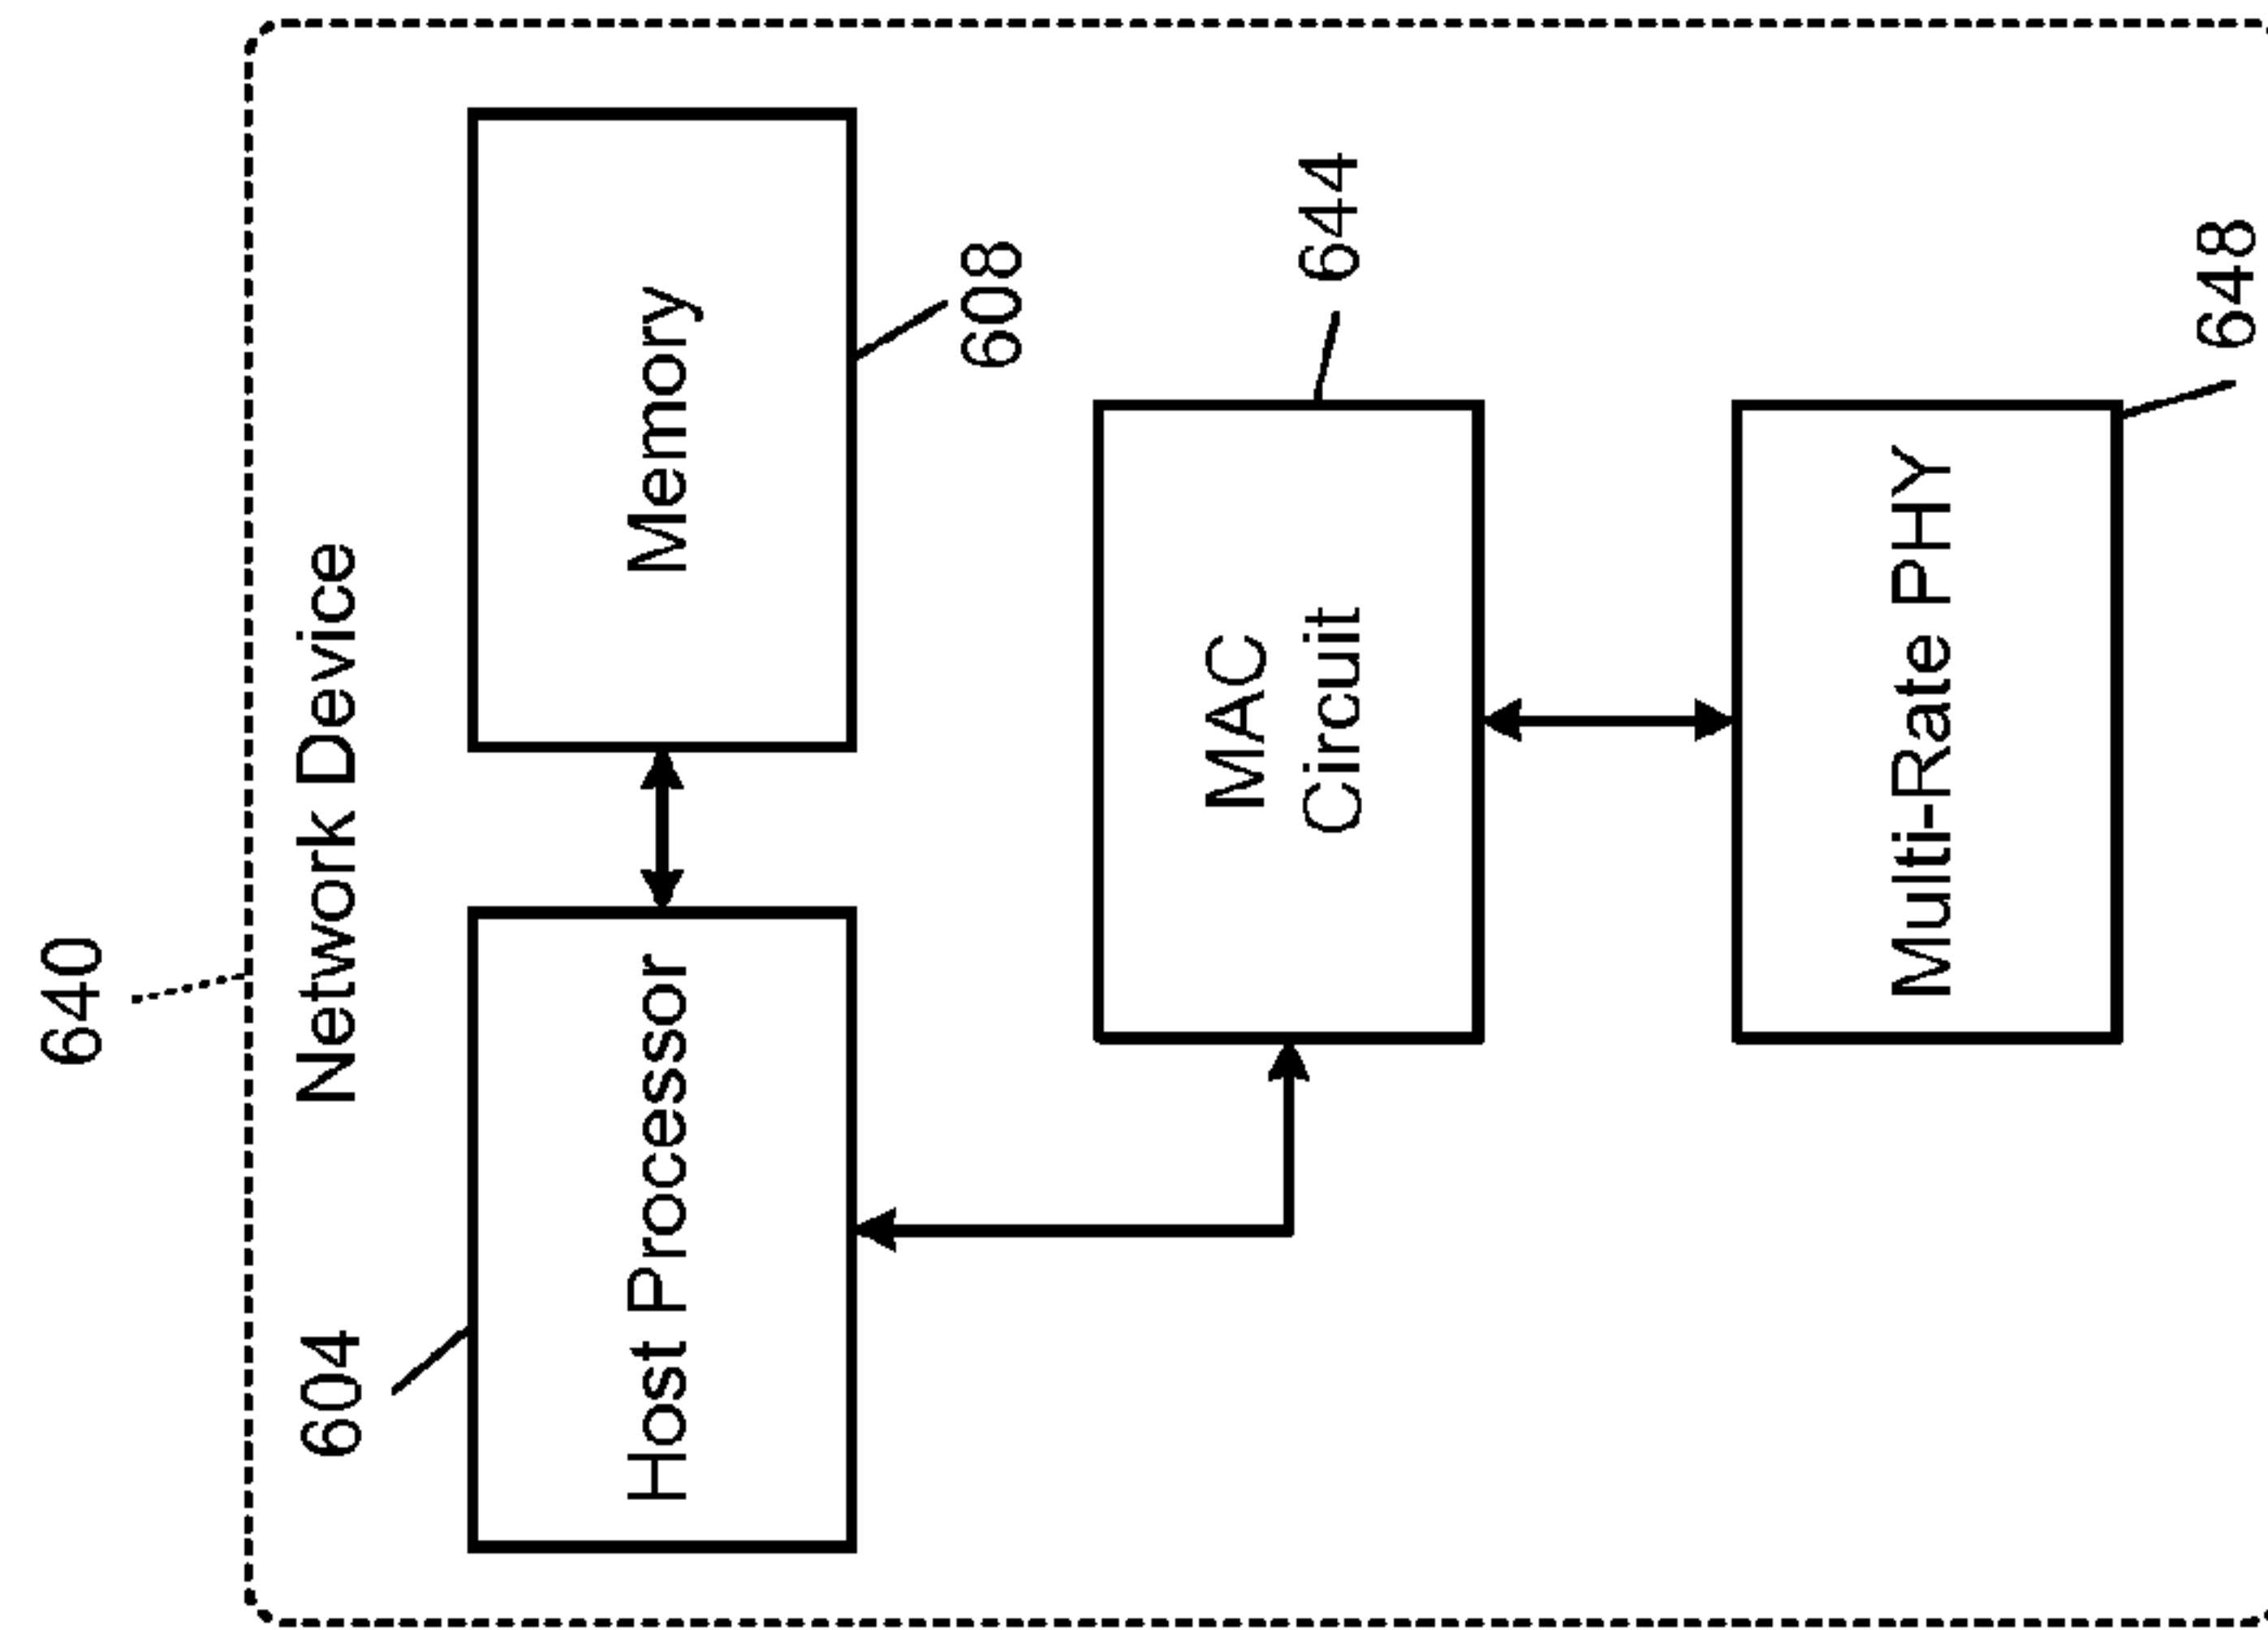 640
Network Device
604
Host Processor
Memory
608
MAC
Circuit
644
Multi-Rate PHY
648